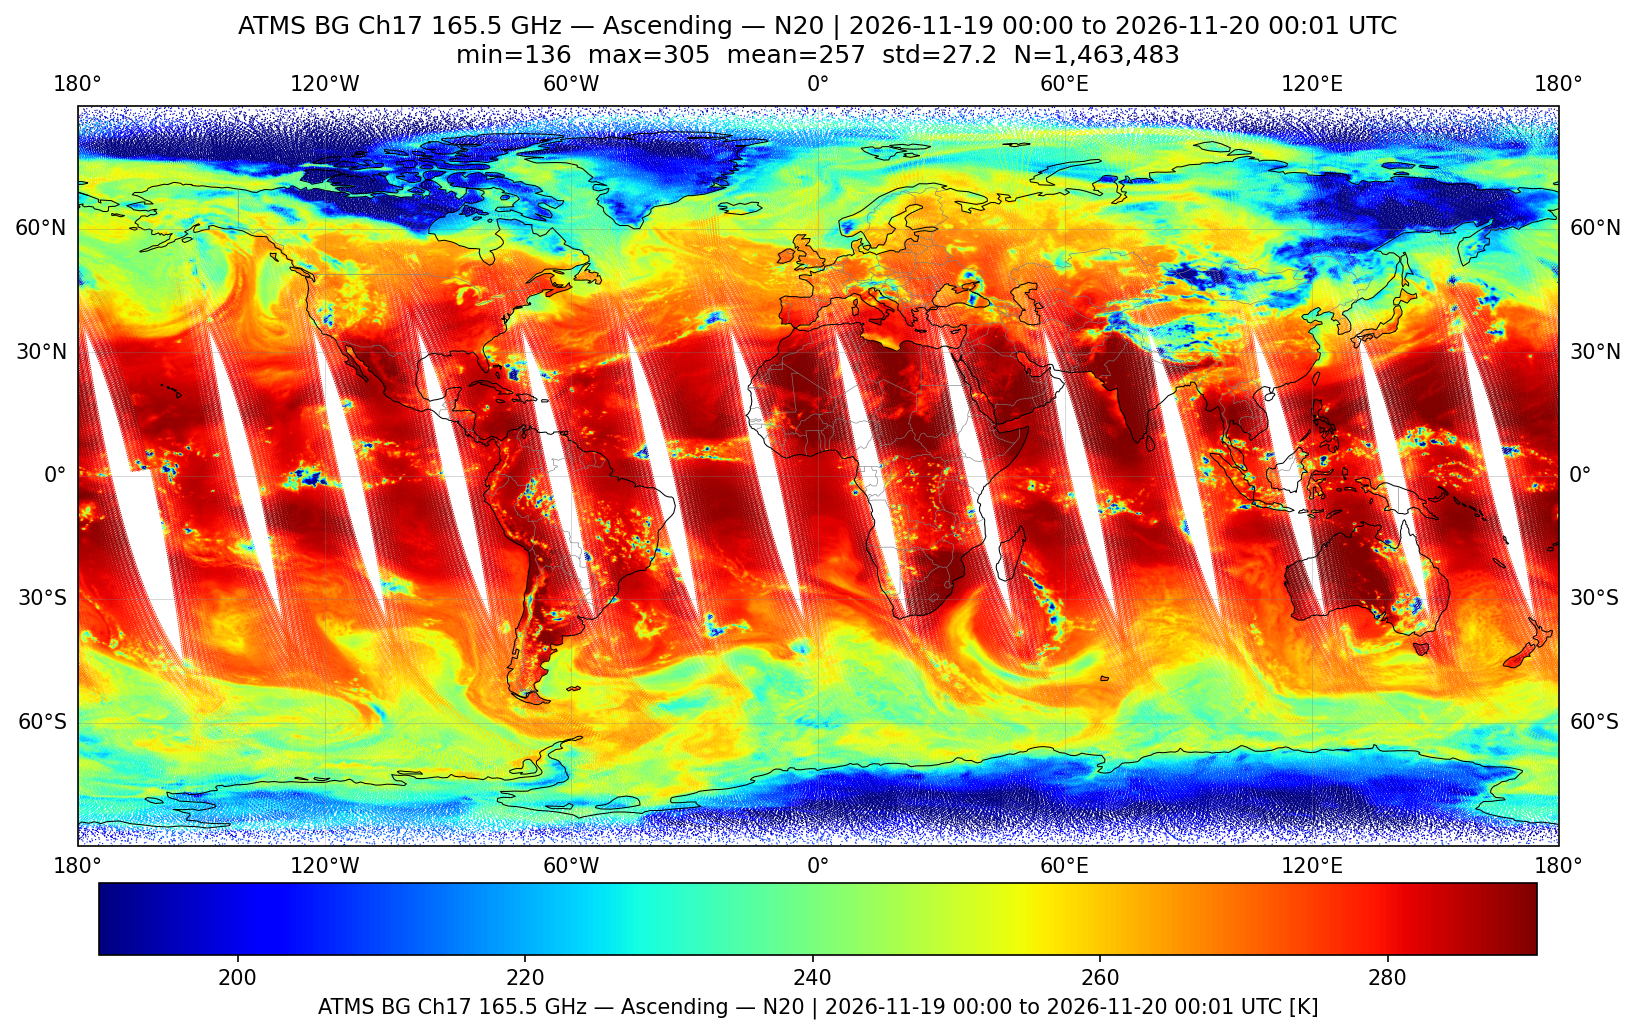 ATMS BG Ch17 165.5 GHz — Ascending — N20 | 2026-11-19 00:00 to 2026-11-20 00:01 UTC
min=136  max=305  mean=257  std=27.2  N=1,463,483
180° 120°W 60°W 0° 60°E 120°E 180°
60°N 60°N
30°N 30°N
0° 0°
30°S 30°S
60°S 60°S
180° 120°W 60°W 0° 60°E 120°E 180°
200 220 240 260 280
ATMS BG Ch17 165.5 GHz — Ascending — N20 | 2026-11-19 00:00 to 2026-11-20 00:01 UTC [K]